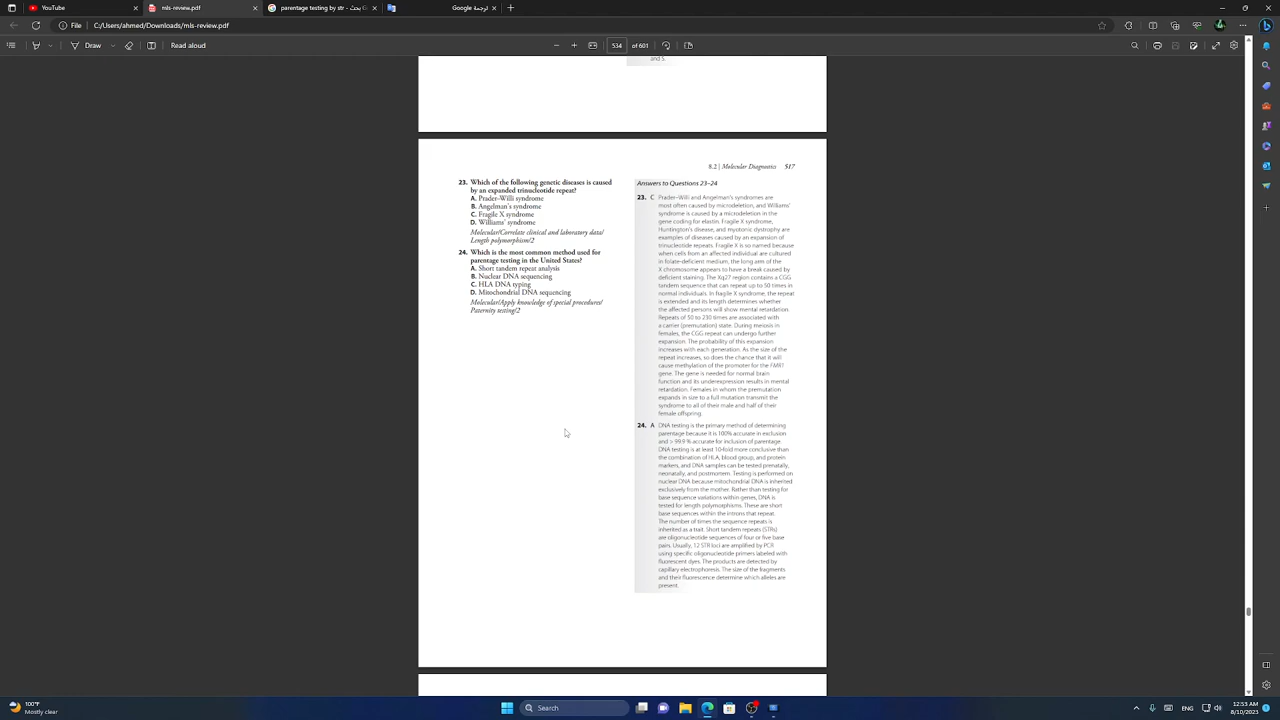 YouTube
parentage testing by str - Googl
ترجمة Google
File
C:/Users/Ahmed/Downloads/mls-review.pdf
Draw
Read aloud
534 of 601
and S.
8.2 | Molecular Diagnostics 517
23. Which of the following genetic diseases is caused
by an expanded trinucleotide repeat?
A. Prader–Willi syndrome
B. Angelman's syndrome
C. Fragile X syndrome
D. Williams' syndrome
Molecular/Correlate clinical and laboratory data/
Length polymorphism/2
24. Which is the most common method used for
parentage testing in the United States?
A. Short tandem repeat analysis
B. Nuclear DNA sequencing
C. HLA DNA typing
D. Mitochondrial DNA sequencing
Molecular/Apply knowledge of special procedures/
Paternity testing/2
Answers to Questions 23–24
23. C Prader–Willi and Angelman's syndromes are
most often caused by microdeletion, and Williams'
syndrome is caused by a microdeletion in the
gene coding for elastin. Fragile X syndrome,
Huntington's disease, and myotonic dystrophy are
examples of diseases caused by an expansion of
trinucleotide repeats. Fragile X is so named because
when cells from an affected individual are cultured
in folate-deficient medium, the long arm of the
X chromosome appears to have a break caused by
deficient staining. The Xq27 region contains a CGG
tandem sequence that can repeat up to 50 times in
normal individuals. In fragile X syndrome, the repeat
is extended and its length determines whether
the affected persons will show mental retardation.
Repeats of 50 to 230 times are associated with
a carrier (premutation) state. During meiosis in
females, the CGG repeat can undergo further
expansion. The probability of this expansion
increases with each generation. As the size of the
repeat increases, so does the chance that it will
cause methylation of the promoter for the FMR1
gene. The gene is needed for normal brain
function and its underexpression results in mental
retardation. Females in whom the premutation
expands in size to a full mutation transmit the
syndrome to all of their male and half of their
female offspring.
24. A DNA testing is the primary method of determining
parentage because it is 100% accurate in exclusion
and > 99.9 % accurate for inclusion of parentage.
DNA testing is at least 10-fold more conclusive than
the combination of HLA, blood group, and protein
markers, and DNA samples can be tested prenatally,
neonatally, and postmortem. Testing is performed on
nuclear DNA because mitochondrial DNA is inherited
exclusively from the mother. Rather than testing for
base sequence variations within genes, DNA is
tested for length polymorphisms. These are short
base sequences within the introns that repeat.
The number of times the sequence repeats is
inherited as a trait. Short tandem repeats (STRs)
are oligonucleotide sequences of four or five base
pairs. Usually, 12 STR loci are amplified by PCR
using specific oligonucleotide primers labeled with
fluorescent dyes. The products are detected by
capillary electrophoresis. The size of the fragments
and their fluorescence determine which alleles are
present.
100°F
Mostly clear
Search
12:53 AM
8/10/2023